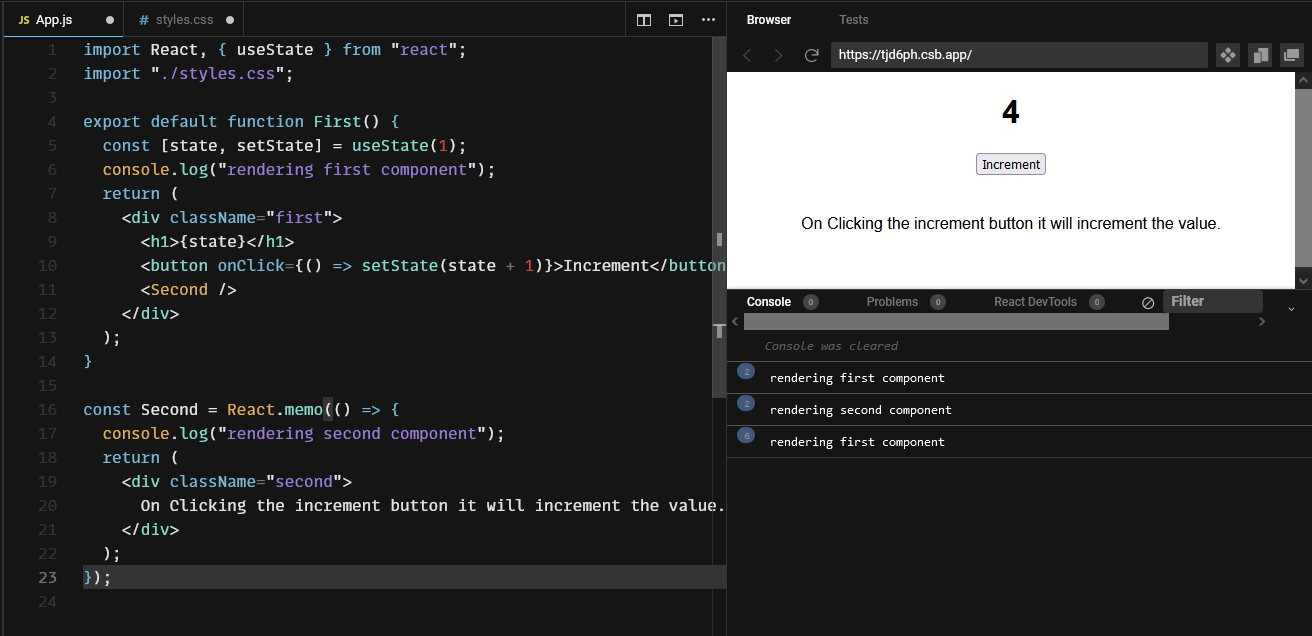 JS App.js
# styles.css
1 import React, { useState } from "react";
2 import "./styles.css";
3
4 export default function First() {
5 const [state, setState] = useState(1);
6 console.log("rendering first component");
7 return (
8 <div className="first">
9 <h1>{state}</h1>
10 <button onClick={() => setState(state + 1)}>Increment</button
11 <Second />
12 </div>
13 );
14 }
15
16 const Second = React.memo(() => {
17 console.log("rendering second component");
18 return (
19 <div className="second">
20 On Clicking the increment button it will increment the value.
21 </div>
22 );
23 });
24
Browser Tests
https://tjd6ph.csb.app/
4
Increment
On Clicking the increment button it will increment the value.
Console 0 Problems 0 React DevTools 0 Filter
Console was cleared
2 rendering first component
2 rendering second component
6 rendering first component